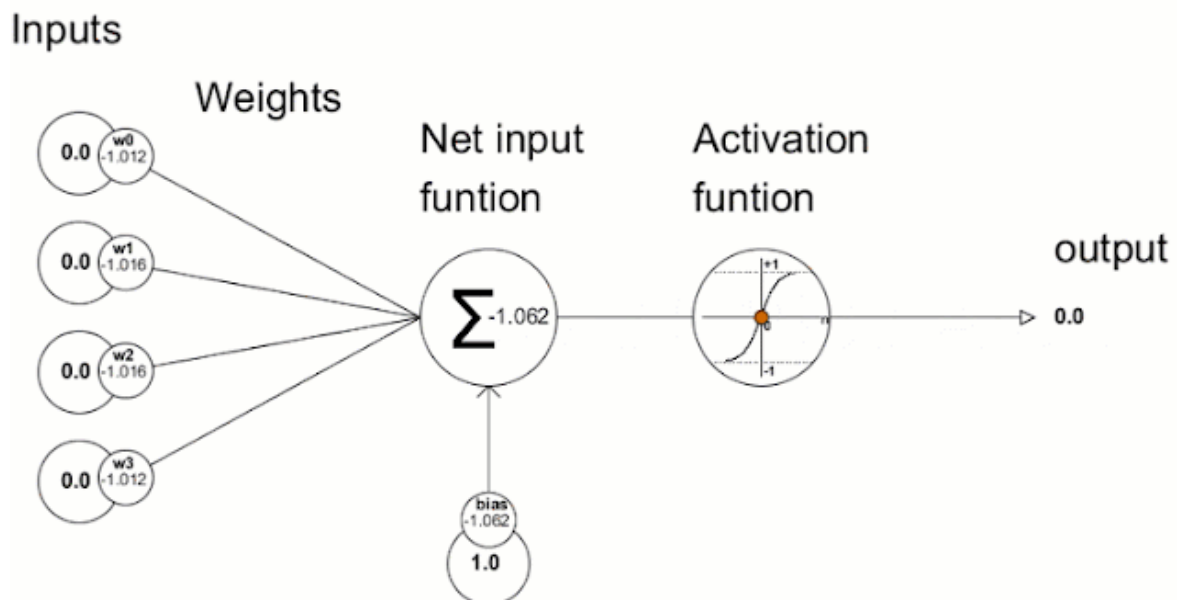 Inputs
Weights
Net input
funtion
Activation
funtion
output
0.0
w0
-1.012
0.0
w1
-1.016
0.0
w2
-1.016
0.0
w3
-1.012
Σ -1.062
+1
0
n
-1
0.0
bias
-1.062
1.0